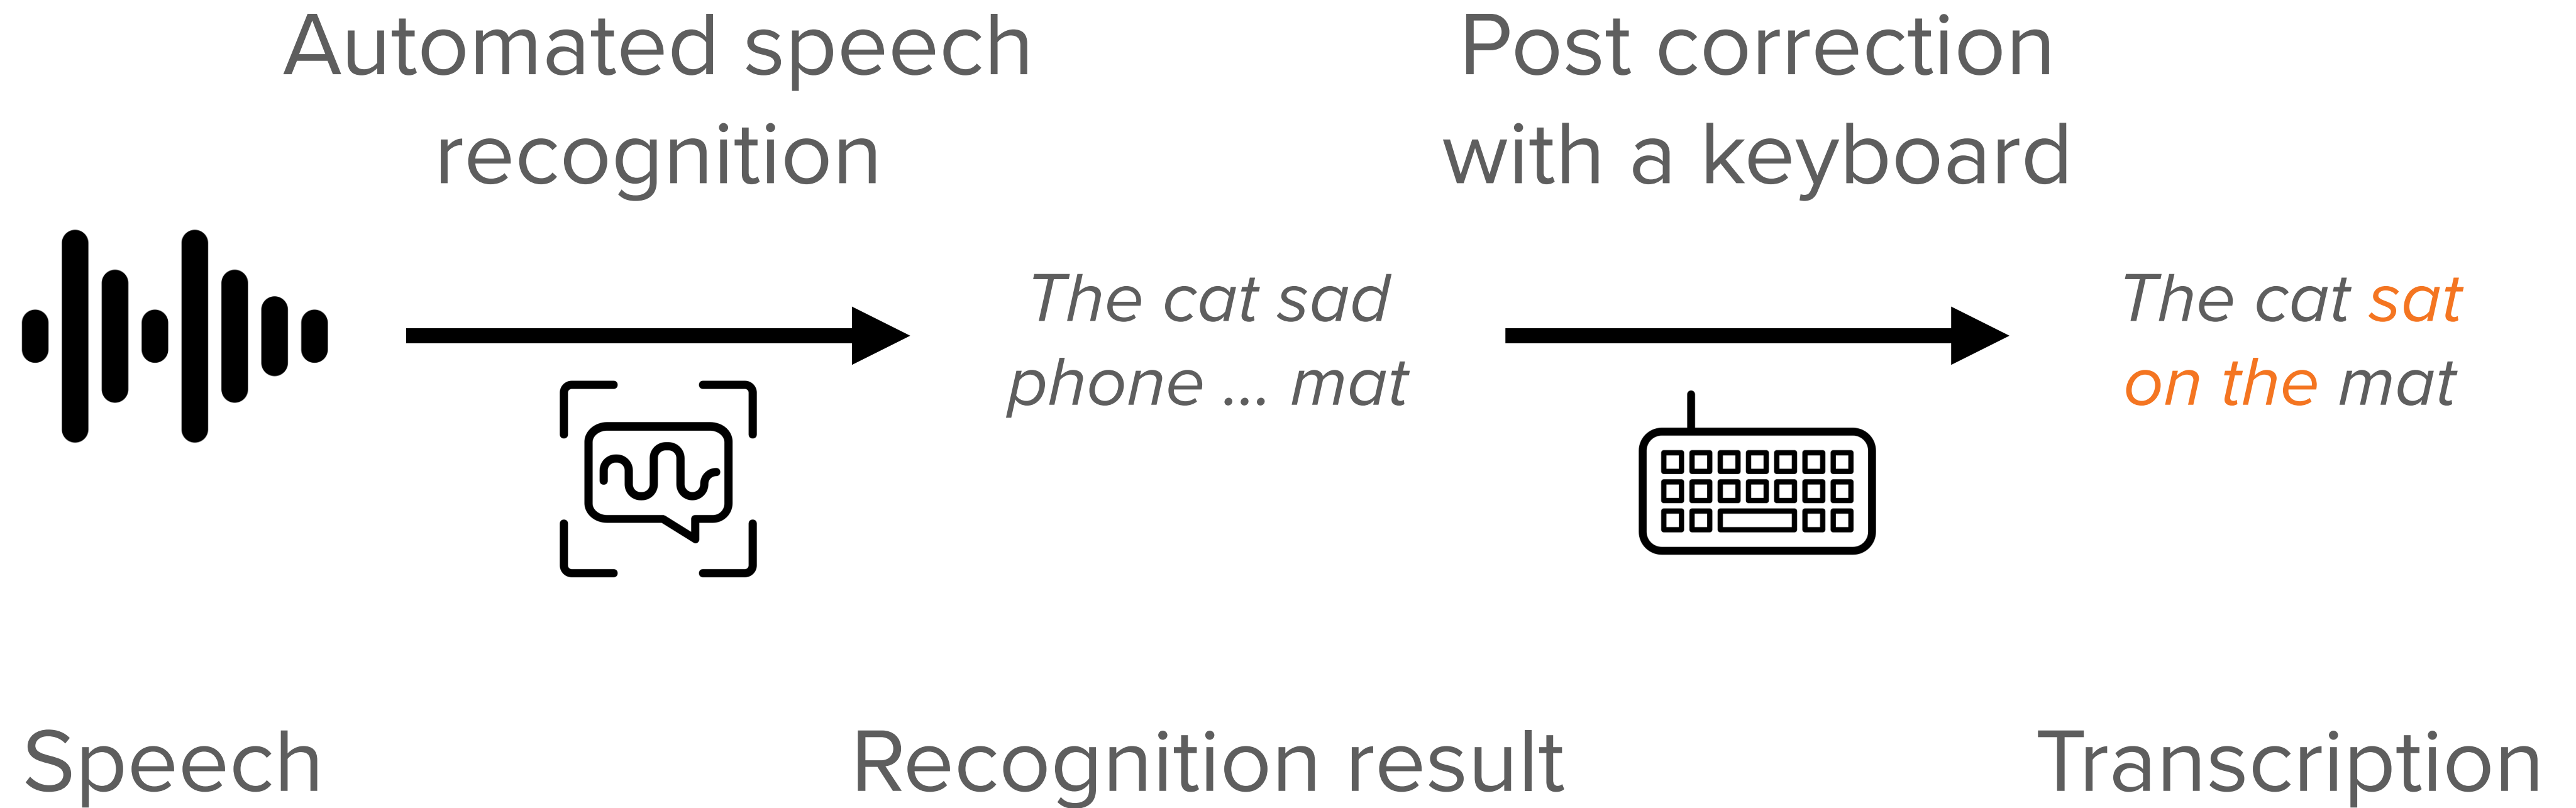 Automated speech
recognition
Post correction
with a keyboard
The cat sad
phone ... mat
The cat sat
on the mat
Speech
Recognition result
Transcription